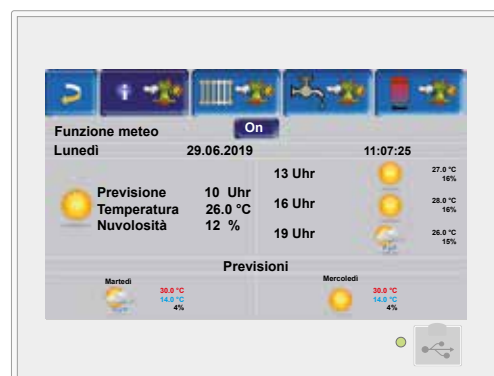 Funzione meteo On
Lunedì 29.06.2019 11:07:25
Previsione 10 Uhr
Temperatura 26.0 °C
Nuvolosità 12 %
13 Uhr 27.0 °C 16%
16 Uhr 28.0 °C 16%
19 Uhr 26.0 °C 15%
Previsioni
Martedì 30.0 °C 14.0 °C 4%
Mercoledì 30.0 °C 14.0 °C 4%